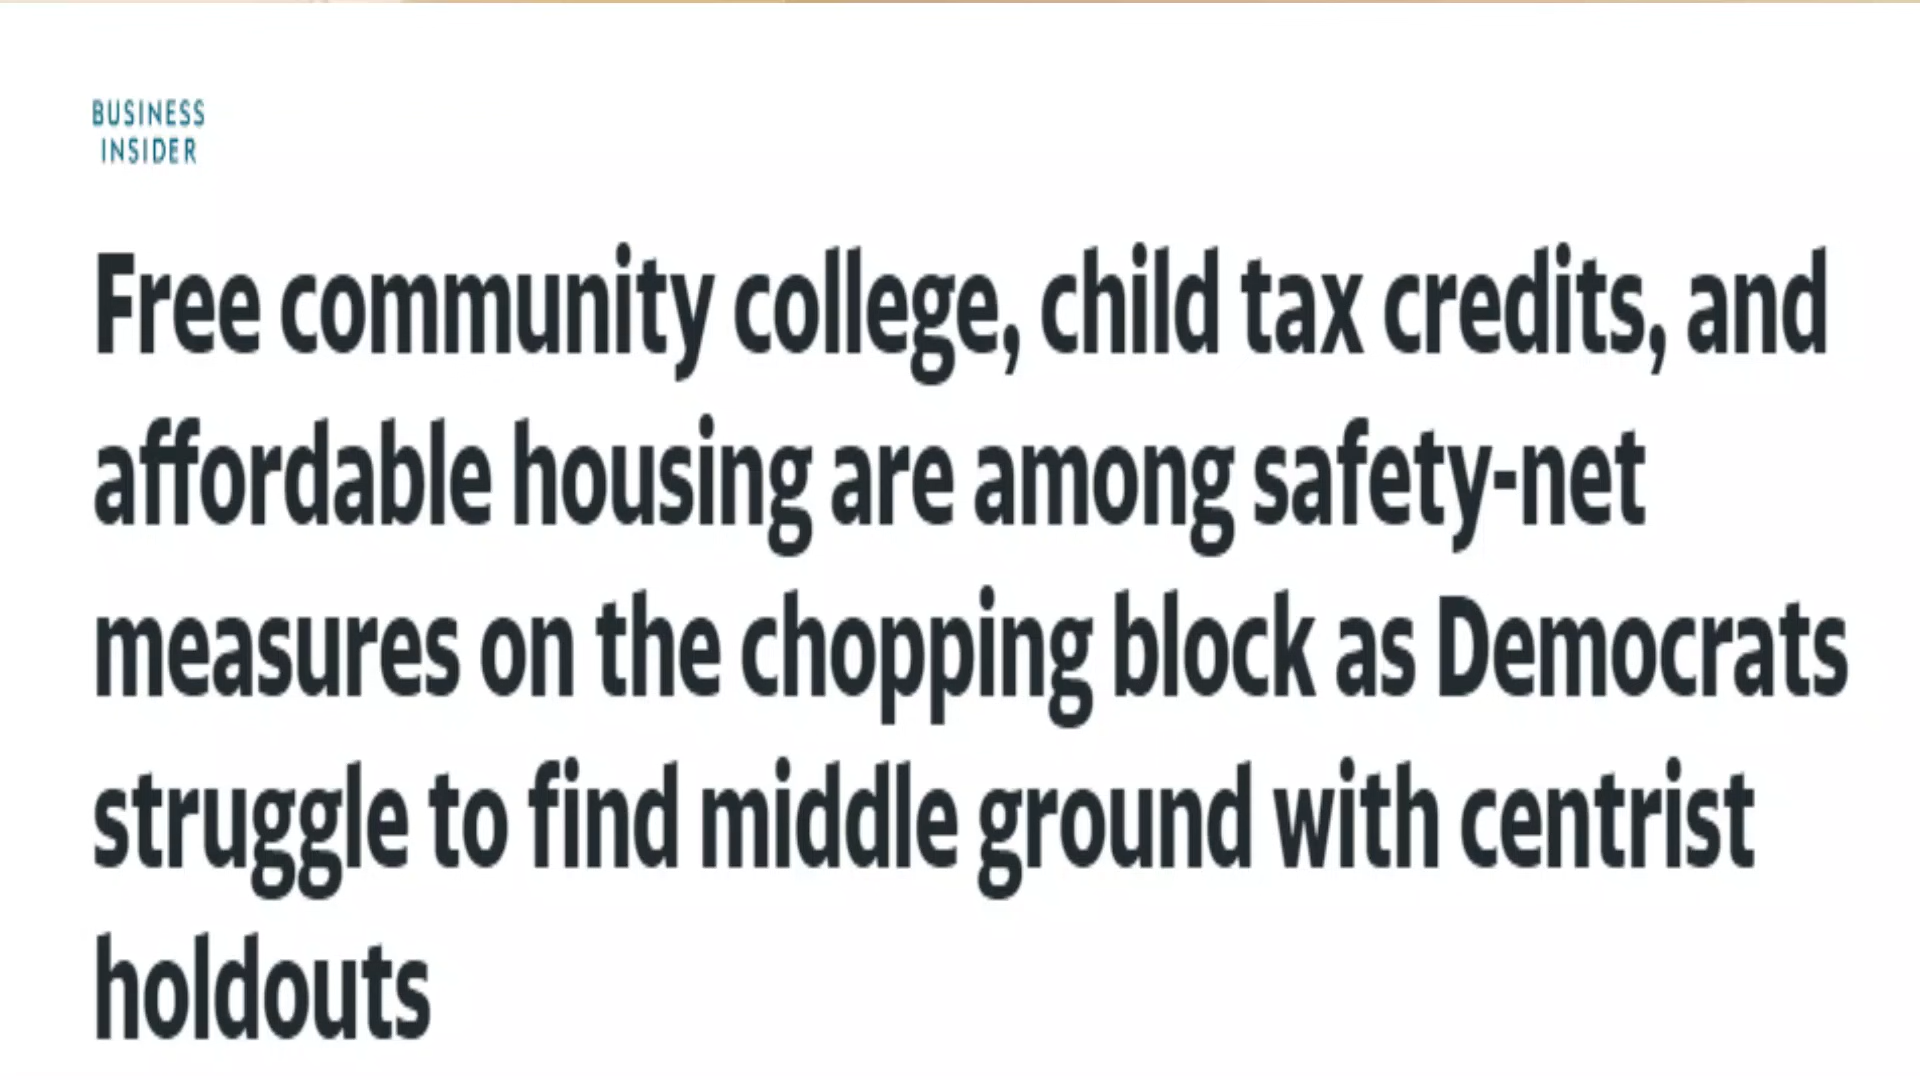 BUSINESS
INSIDER
Free community college, child tax credits, and
affordable housing are among safety-net
measures on the chopping block as Democrats
struggle to find middle ground with centrist
holdouts